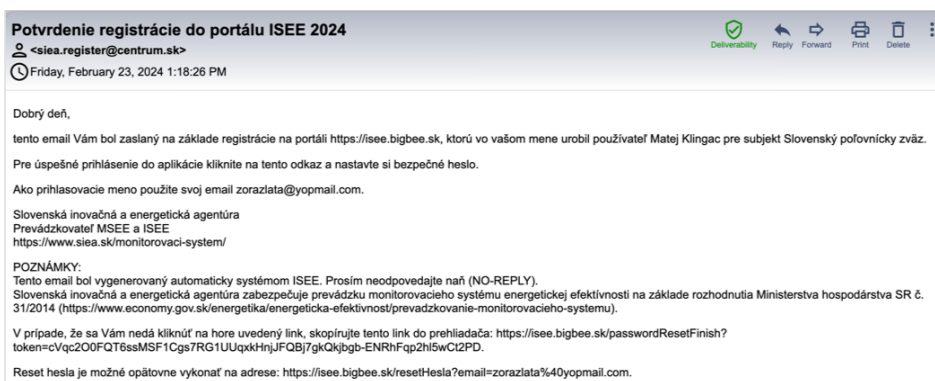 Potvrdenie registrácie do portálu ISEE 2024
<siea.register@centrum.sk>
Friday, February 23, 2024 1:18:26 PM
Deliverability Reply Forward Print Delete
Dobrý deň,
tento email Vám bol zaslaný na základe registrácie na portáli https://isee.bigbee.sk, ktorú vo vašom mene urobil používateľ Matej Klingac pre subjekt Slovenský poľovnícky zväz.
Pre úspešné prihlásenie do aplikácie kliknite na tento odkaz a nastavte si bezpečné heslo.
Ako prihlasovacie meno použite svoj email zorazlata@yopmail.com.
Slovenská inovačná a energetická agentúra
Prevádzkovateľ MSEE a ISEE
https://www.siea.sk/monitorovaci-system/
POZNÁMKY:
Tento email bol vygenerovaný automaticky systémom ISEE. Prosím neodpovedajte naň (NO-REPLY).
Slovenská inovačná a energetická agentúra zabezpečuje prevádzku monitorovacieho systému energetickej efektívnosti na základe rozhodnutia Ministerstva hospodárstva SR č.
31/2014 (https://www.economy.gov.sk/energetika/energeticka-efektivnost/prevadzkovanie-monitorovacieho-systemu).
V prípade, že sa Vám nedá kliknúť na hore uvedený link, skopírujte tento link do prehliadača: https://isee.bigbee.sk/passwordResetFinish?
token=cVqc2O0FQT6ssMSF1Cgs7RG1UUqxkHnjJFQBj7gkQkjbgb-ENRhFqp2hl5wCt2PD.
Reset hesla je možné opätovne vykonať na adrese: https://isee.bigbee.sk/resetHesla?email=zorazlata%40yopmail.com.